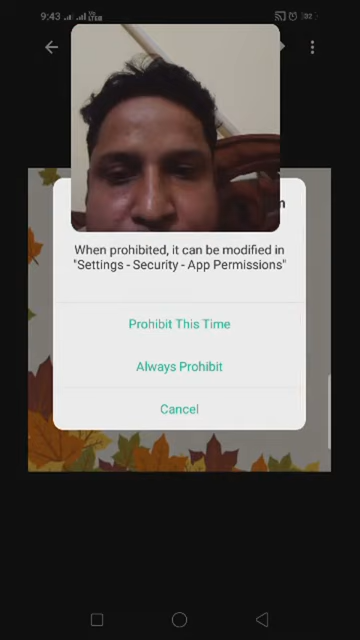 9:43
When prohibited, it can be modified in
"Settings - Security - App Permissions"
Prohibit This Time
Always Prohibit
Cancel